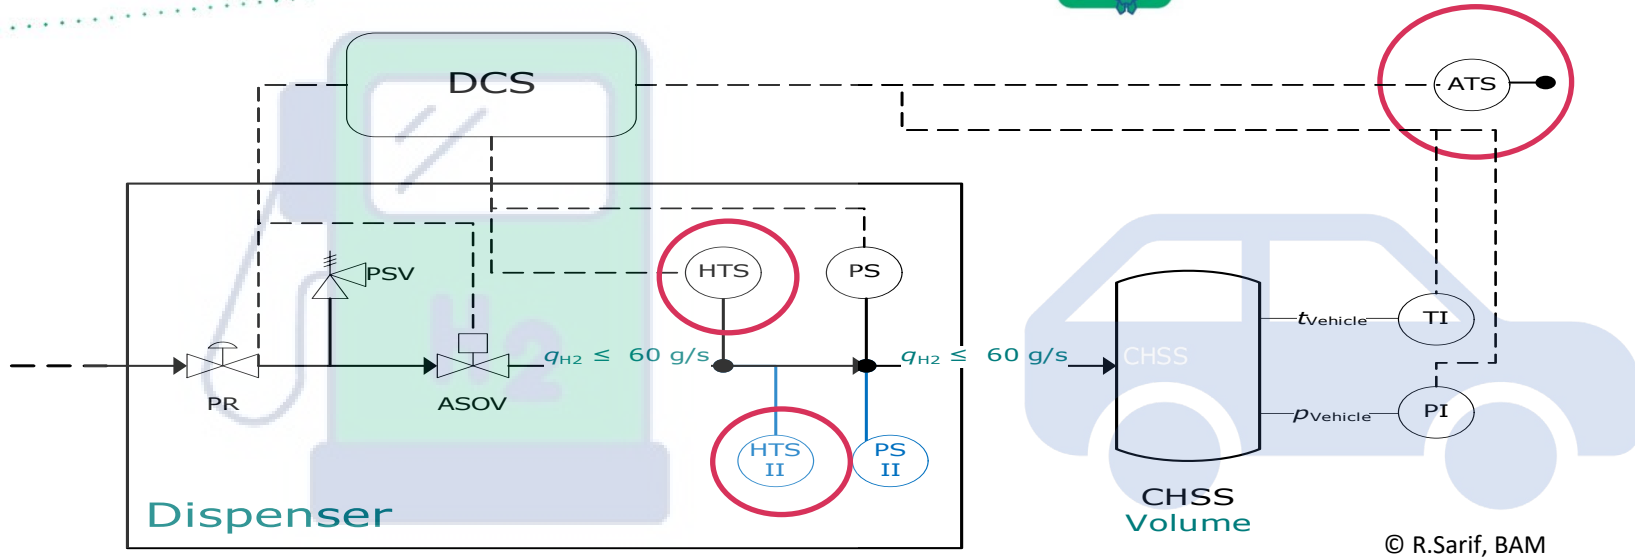 DCS
ATS
PSV
HTS
PS
H2
qH2 ≤ 60 g/s
qH2 ≤ 60 g/s
tVehicle
TI
CHSS
PR
ASOV
pVehicle
PI
HTS
II
PS
II
CHSS
Volume
Dispenser
© R.Sarif, BAM